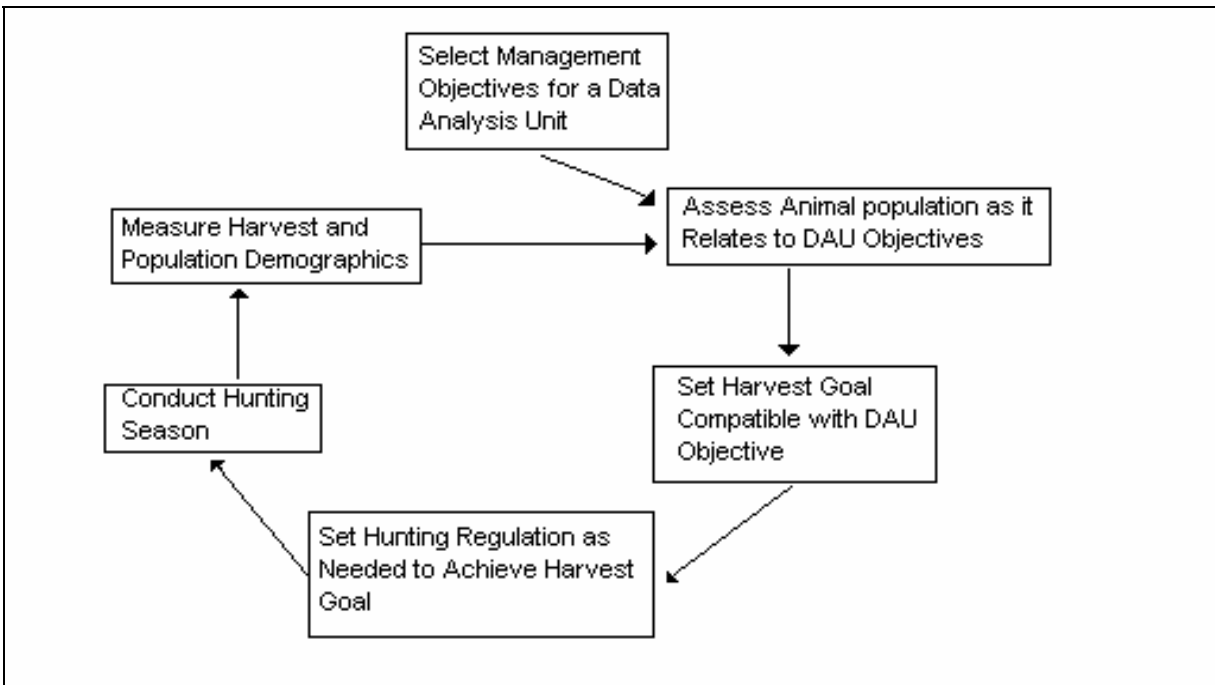 Select Management
Objectives for a Data
Analysis Unit
Assess Animal population as it
Relates to DAU Objectives
Set Harvest Goal
Compatible with DAU
Objective
Set Hunting Regulation as
Needed to Achieve Harvest
Goal
Conduct Hunting
Season
Measure Harvest and
Population Demographics